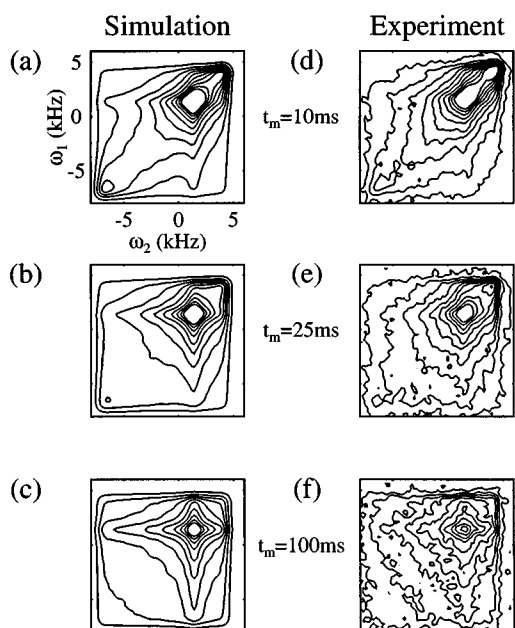 Simulation Experiment
(a) (d)
5
0
-5
ω₁ (kHz)
-5 0 5
ω₂ (kHz)
tₘ=10ms
(b) (e)
tₘ=25ms
(c) (f)
tₘ=100ms